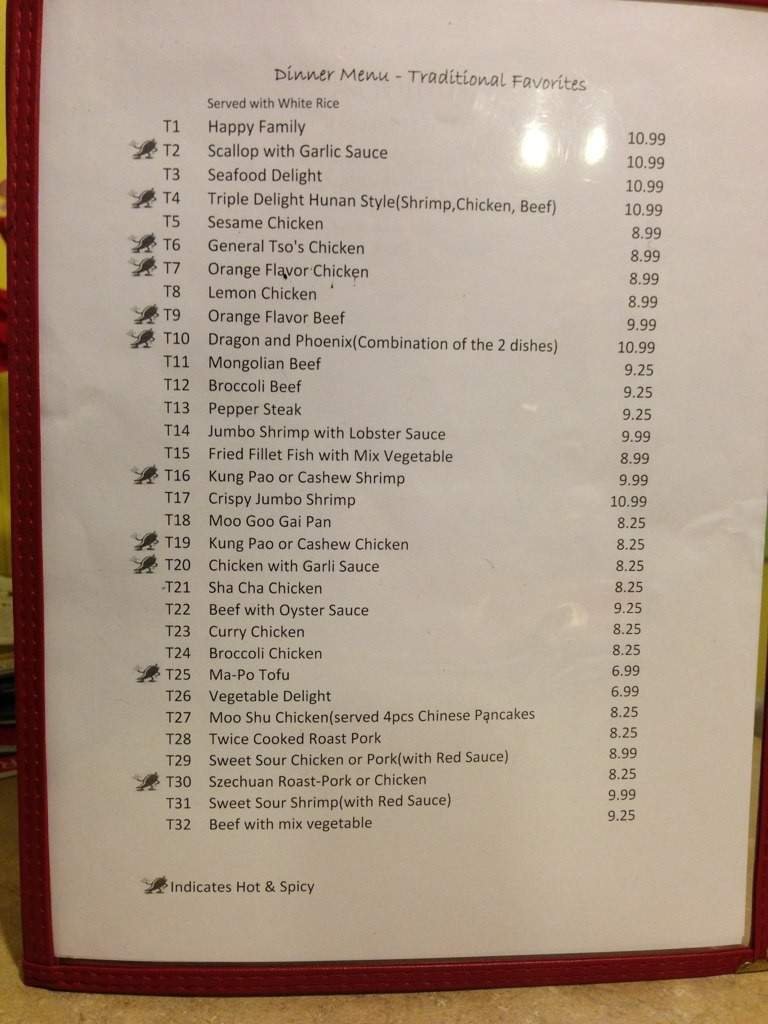 Dinner Menu - Traditional Favorites
Served with White Rice
T1 Happy Family 10.99
T2 Scallop with Garlic Sauce 10.99
T3 Seafood Delight 10.99
T4 Triple Delight Hunan Style(Shrimp,Chicken, Beef) 10.99
T5 Sesame Chicken 8.99
T6 General Tso's Chicken 8.99
T7 Orange Flavor Chicken 8.99
T8 Lemon Chicken 8.99
T9 Orange Flavor Beef 9.99
T10 Dragon and Phoenix(Combination of the 2 dishes) 10.99
T11 Mongolian Beef 9.25
T12 Broccoli Beef 9.25
T13 Pepper Steak 9.25
T14 Jumbo Shrimp with Lobster Sauce 9.99
T15 Fried Fillet Fish with Mix Vegetable 8.99
T16 Kung Pao or Cashew Shrimp 9.99
T17 Crispy Jumbo Shrimp 10.99
T18 Moo Goo Gai Pan 8.25
T19 Kung Pao or Cashew Chicken 8.25
T20 Chicken with Garli Sauce 8.25
T21 Sha Cha Chicken 8.25
T22 Beef with Oyster Sauce 9.25
T23 Curry Chicken 8.25
T24 Broccoli Chicken 8.25
T25 Ma-Po Tofu 6.99
T26 Vegetable Delight 6.99
T27 Moo Shu Chicken(served 4pcs Chinese Pancakes 8.25
T28 Twice Cooked Roast Pork 8.25
T29 Sweet Sour Chicken or Pork(with Red Sauce) 8.99
T30 Szechuan Roast-Pork or Chicken 8.25
T31 Sweet Sour Shrimp(with Red Sauce) 9.99
T32 Beef with mix vegetable 9.25
Indicates Hot & Spicy